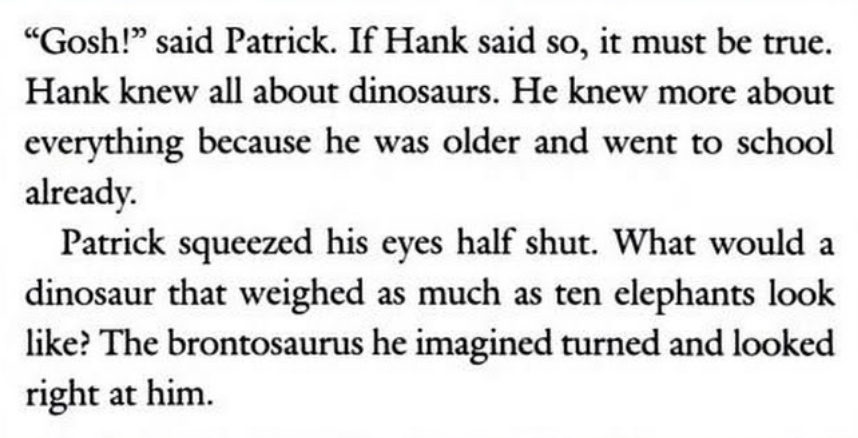 “Gosh!” said Patrick. If Hank said so, it must be true.
Hank knew all about dinosaurs. He knew more about
everything because he was older and went to school
already.
Patrick squeezed his eyes half shut. What would a
dinosaur that weighed as much as ten elephants look
like? The brontosaurus he imagined turned and looked
right at him.